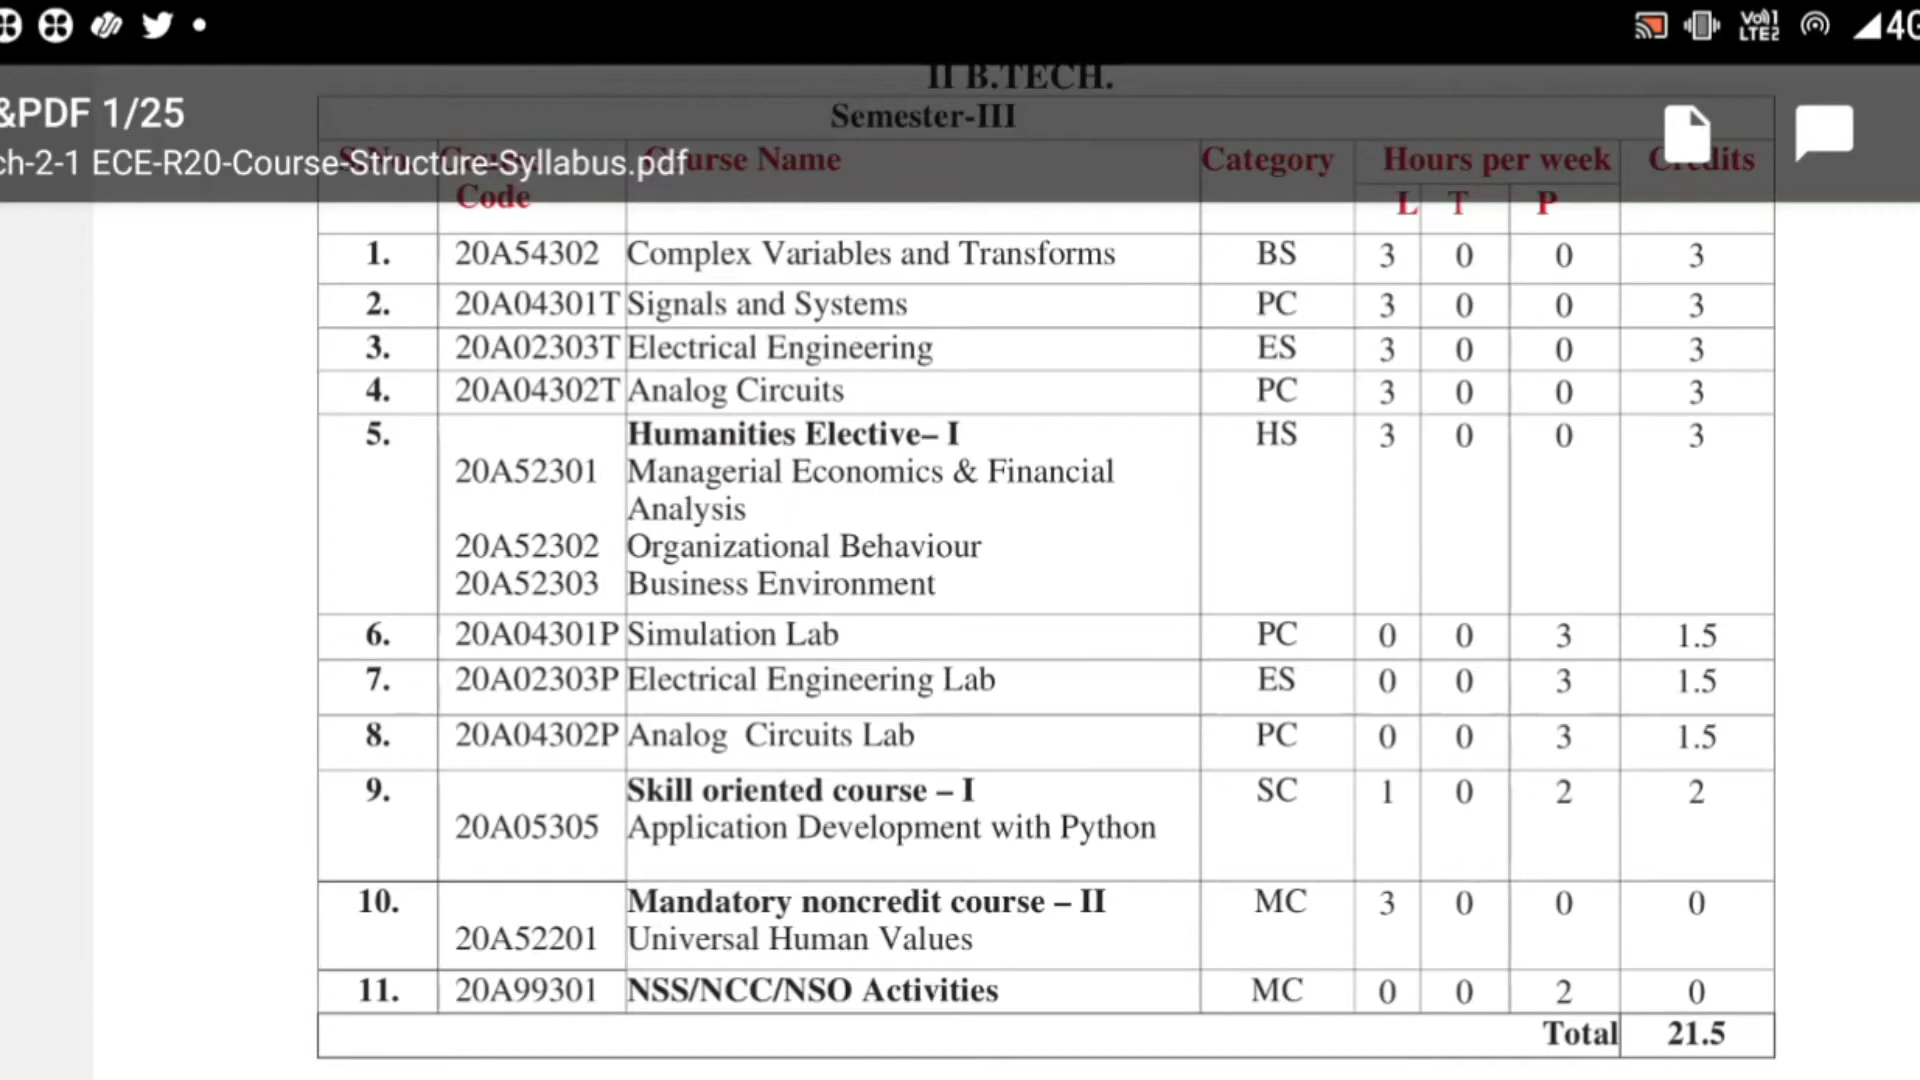 Vo) 1
LTE2
4G
II B.TECH.
&PDF 1/25
Semester-III
ch-2-1 ECE-R20-Course-Structure-Syllabus.pdf
Code
Course Name Category Hours per week Credits
L T P
1. 20A54302 Complex Variables and Transforms BS 3 0 0 3
2. 20A04301T Signals and Systems PC 3 0 0 3
3. 20A02303T Electrical Engineering ES 3 0 0 3
4. 20A04302T Analog Circuits PC 3 0 0 3
5. Humanities Elective– I HS 3 0 0 3
20A52301 Managerial Economics & Financial
Analysis
20A52302 Organizational Behaviour
20A52303 Business Environment
6. 20A04301P Simulation Lab PC 0 0 3 1.5
7. 20A02303P Electrical Engineering Lab ES 0 0 3 1.5
8. 20A04302P Analog Circuits Lab PC 0 0 3 1.5
9. Skill oriented course – I SC 1 0 2 2
20A05305 Application Development with Python
10. Mandatory noncredit course – II MC 3 0 0 0
20A52201 Universal Human Values
11. 20A99301 NSS/NCC/NSO Activities MC 0 0 2 0
Total 21.5